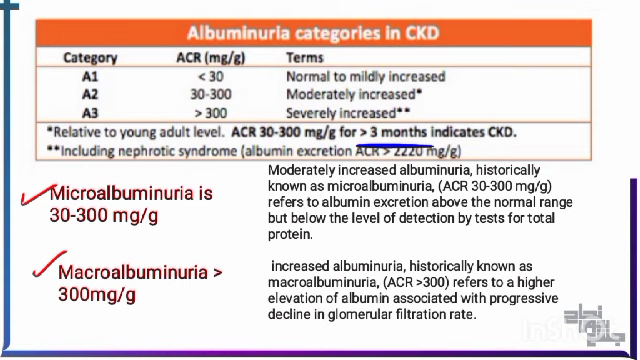 Albuminuria categories in CKD
Category ACR (mg/g) Terms
A1 < 30 Normal to mildly increased
A2 30-300 Moderately increased*
A3 > 300 Severely increased**
*Relative to young adult level. ACR 30-300 mg/g for > 3 months indicates CKD.
**Including nephrotic syndrome (albumin excretion ACR > 2220 mg/g)
Microalbuminuria is
30-300 mg/g
Moderately increased albuminuria, historically
known as microalbuminuria, (ACR 30-300 mg/g)
refers to albumin excretion above the normal range
but below the level of detection by tests for total
protein.
Macroalbuminuria >
300mg/g
increased albuminuria, historically known as
macroalbuminuria, (ACR >300) refers to a higher
elevation of albumin associated with progressive
decline in glomerular filtration rate.